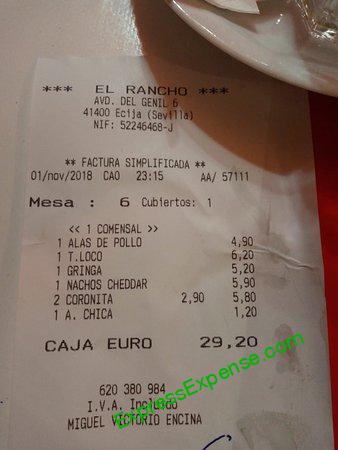 *** EL RANCHO ***
AVD. DEL GENIL 6
41400 Ecija (Sevilla)
NIF: 52246468-J
** FACTURA SIMPLIFICADA **
01/nov/2018 CAO 23:15 AA/ 57111
Mesa : 6 Cubiertos: 1
<< 1 COMENSAL >>
1 ALAS DE POLLO 4,90
1 T.LOCO 6,20
1 GRINGA 5,20
1 NACHOS CHEDDAR 5,90
2 CORONITA 2,90 5,80
1 A. CHICA 1,20
CAJA EURO 29,20
620 380 984
I.V.A. Incluido
MIGUEL VICTORIO ENCINA
ExpressExpense.com